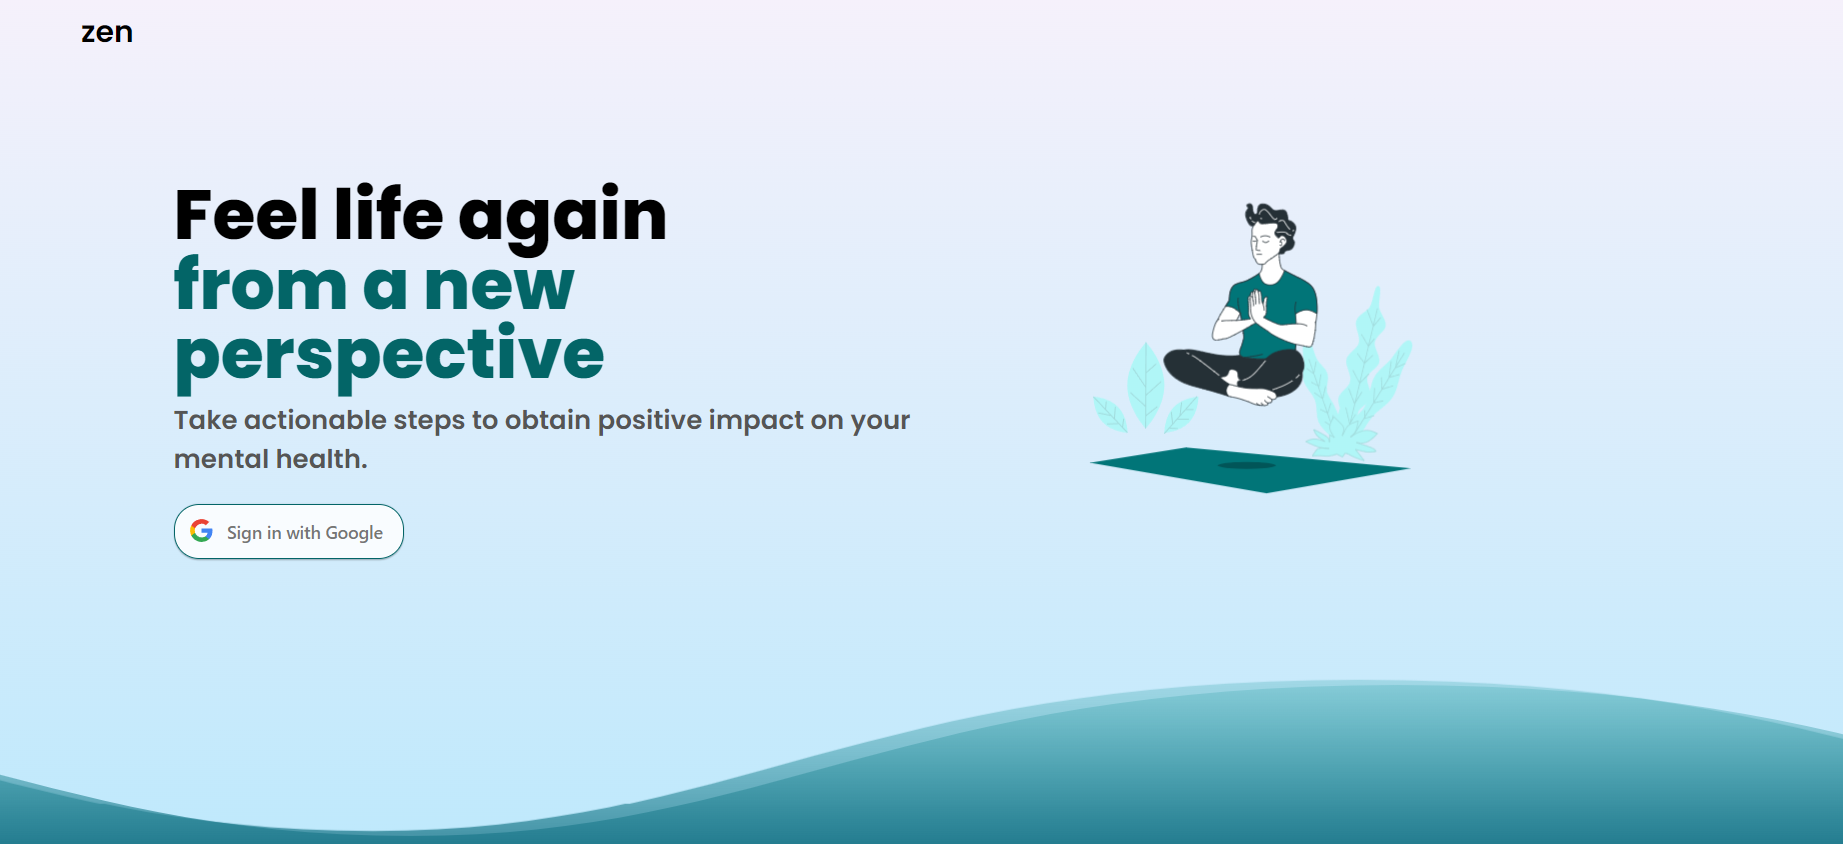 zen
Feel life again
from a new
perspective
Take actionable steps to obtain positive impact on your
mental health.
Sign in with Google